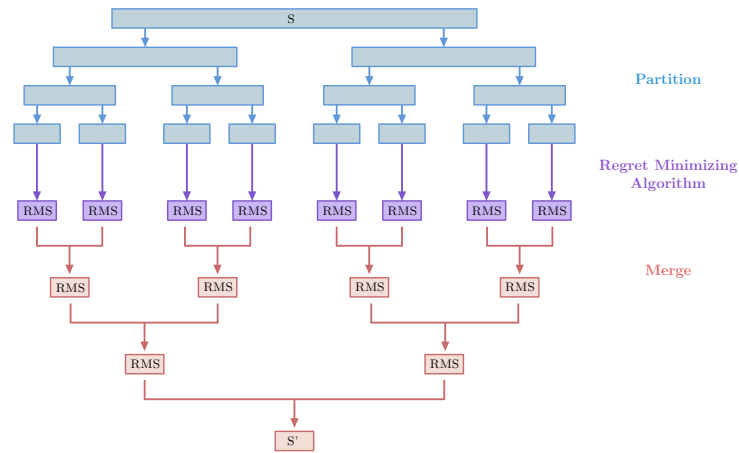 S
Partition
Regret Minimizing
Algorithm
RMS RMS RMS RMS RMS RMS RMS RMS
Merge
RMS RMS RMS RMS
RMS RMS
S'